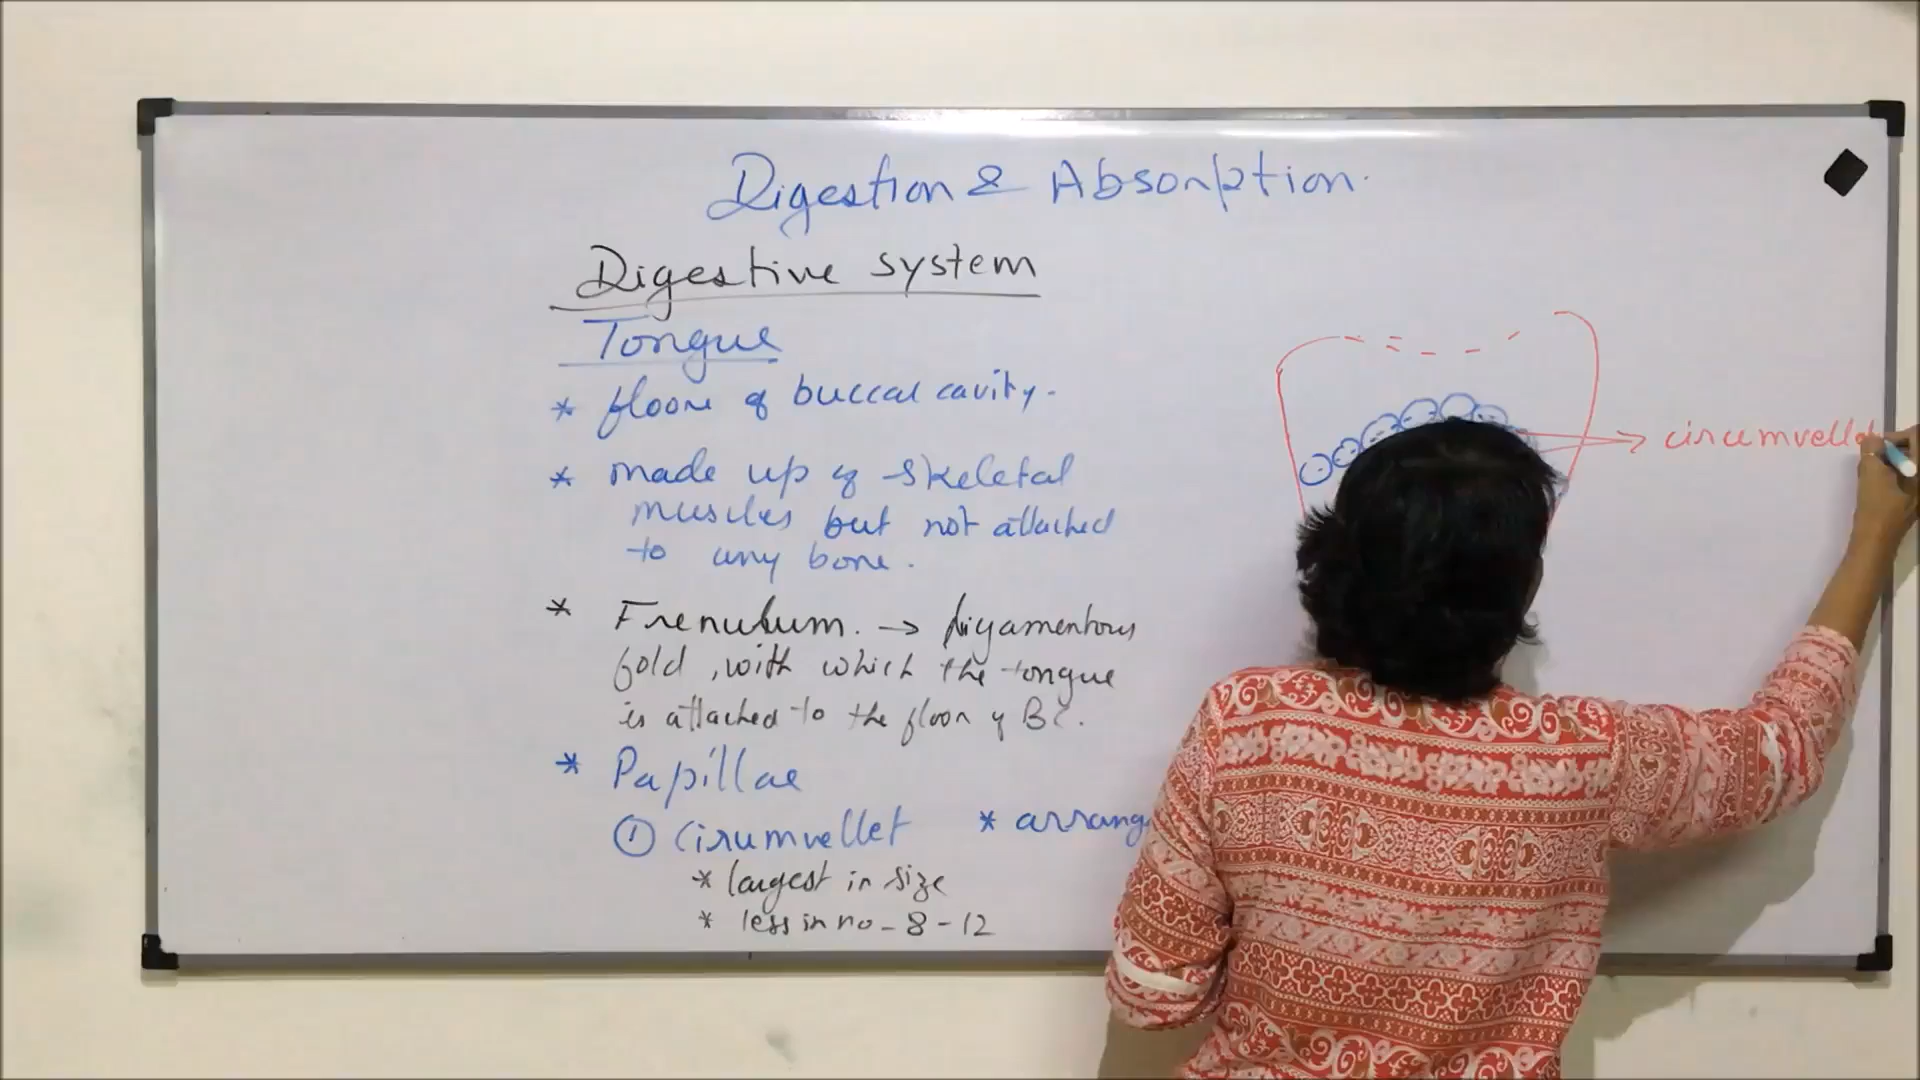 Digestion & Absorption.
Digestive system
Tongue
* floore of buccal cavity.
* made up of skeletal
muscles but not attached
to any bone.
* Frenulum. → ligamentous
fold, with which the tongue
is attached to the floor of BC.
* Papillae
① Cirumvellet * arrang
* largest in size
* less in no - 8 - 12
→ circumvella